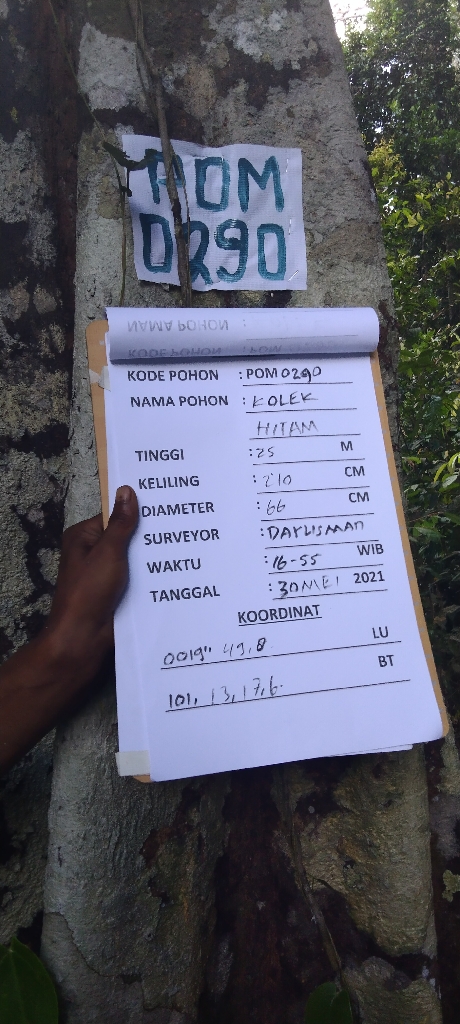 POM
0290
NAMA POHON :
KODE POHON : POM
KODE POHON : POM 0290
NAMA POHON : KOLEK
HITAM
TINGGI : 25 M
KELILING : 210 CM
DIAMETER : 66 CM
SURVEYOR : DARUSMAN
WAKTU : 16-55 WIB
TANGGAL : 30 MEI 2021
KOORDINAT
0019" 49,8 LU
101, 13, 17,6 BT